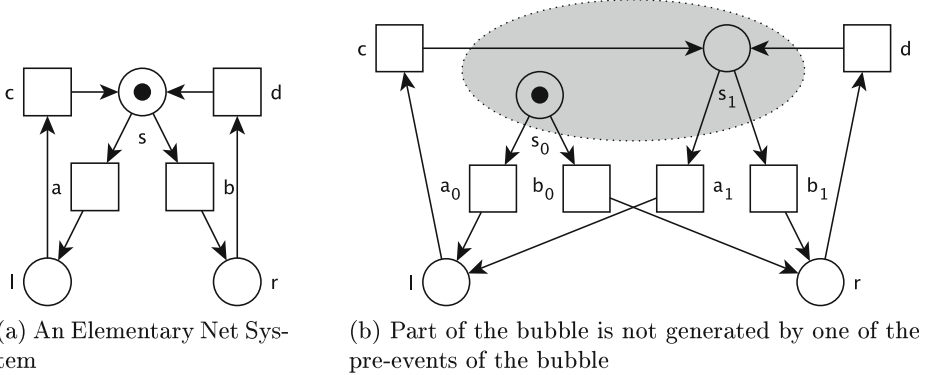 c
d
s
a
b
l
r
(a) An Elementary Net Sys-
tem
c
d
s1
s0
a0
b0
a1
b1
l
r
(b) Part of the bubble is not generated by one of the
pre-events of the bubble